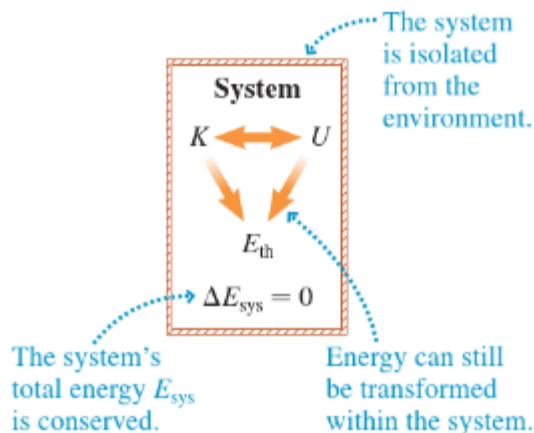 The system
is isolated
from the
environment.
System
K U
E_th
ΔE_sys = 0
The system's
total energy E_sys
is conserved.
Energy can still
be transformed
within the system.